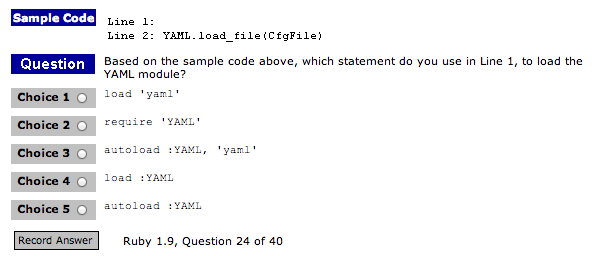 Sample Code
Line 1:
Line 2: YAML.load_file(CfgFile)
Question
Based on the sample code above, which statement do you use in Line 1, to load the
YAML module?
Choice 1 load 'yaml'
Choice 2 require 'YAML'
Choice 3 autoload :YAML, 'yaml'
Choice 4 load :YAML
Choice 5 autoload :YAML
Record Answer Ruby 1.9, Question 24 of 40